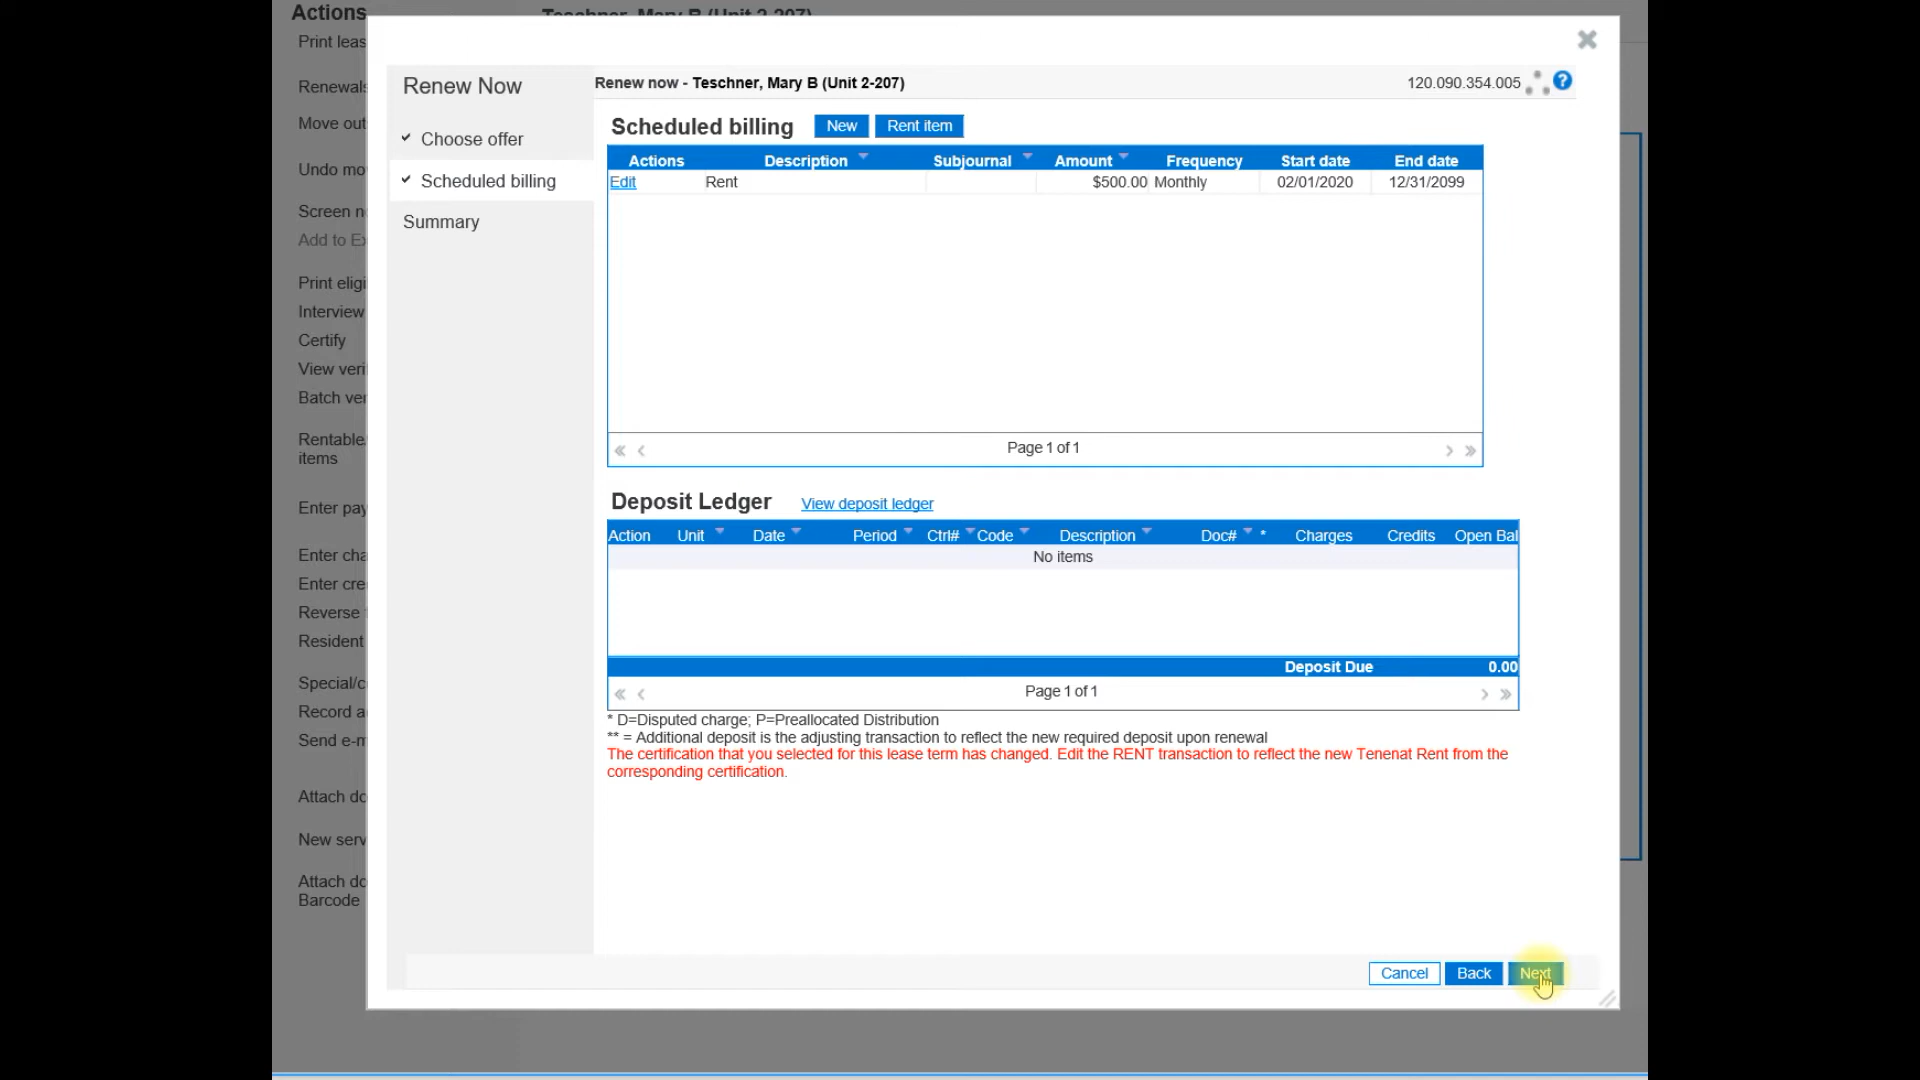 Actions
Teschner, Mary B (Unit 2-207)
Print leas
Renewals
Move out
Undo mo
Screen n
Add to Ex
Print eligi
Interview
Certify
View veri
Batch ver
Rentable
items
Enter pay
Enter cha
Enter cre
Reverse
Resident
Special/c
Record a
Send e-m
Attach do
New serv
Attach do
Barcode
Renew Now
Choose offer
Scheduled billing
Summary
Renew now - Teschner, Mary B (Unit 2-207)
120.090.354.005
?
Scheduled billing New Rent item
Actions Description Subjournal Amount Frequency Start date End date
Edit Rent $500.00 Monthly 02/01/2020 12/31/2099
Page 1 of 1
Deposit Ledger View deposit ledger
Action Unit Date Period Ctrl# Code Description Doc# * Charges Credits Open Bal
No items
Deposit Due 0.00
Page 1 of 1
* D=Disputed charge; P=Preallocated Distribution
** = Additional deposit is the adjusting transaction to reflect the new required deposit upon renewal
The certification that you selected for this lease term has changed. Edit the RENT transaction to reflect the new Tenenat Rent from the
corresponding certification.
Cancel Back Next